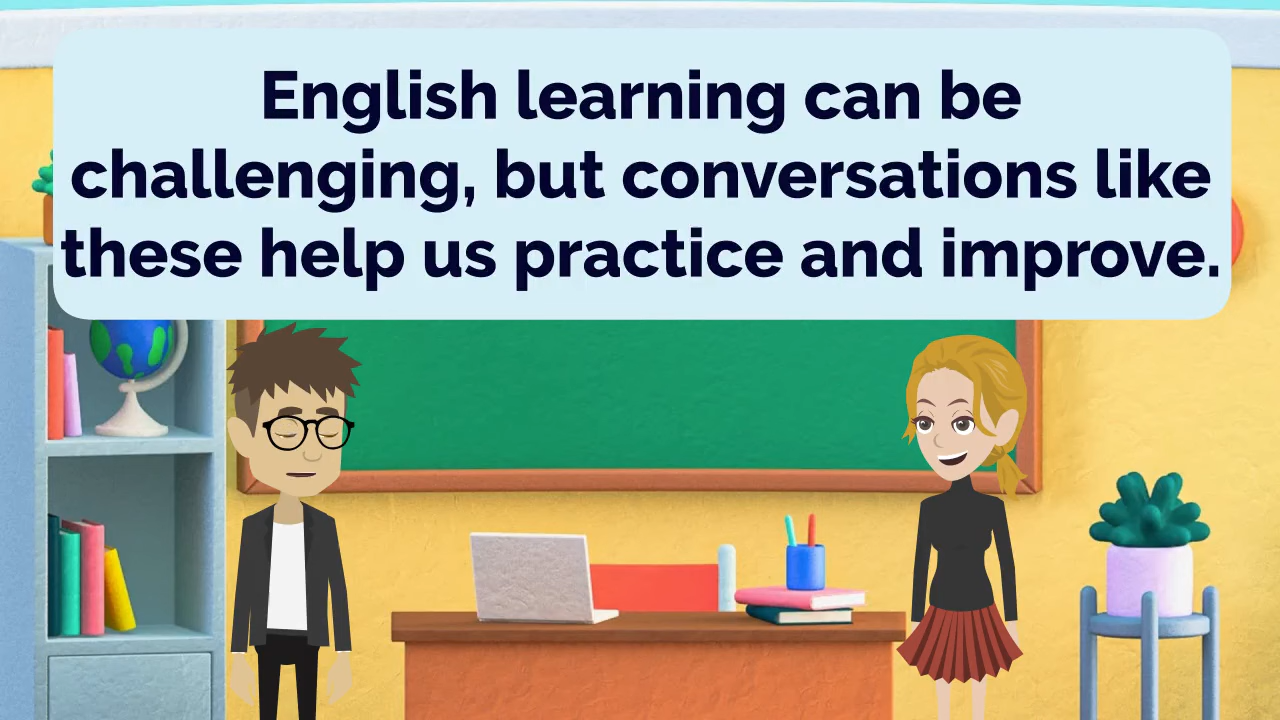 English learning can be
challenging, but conversations like
these help us practice and improve.